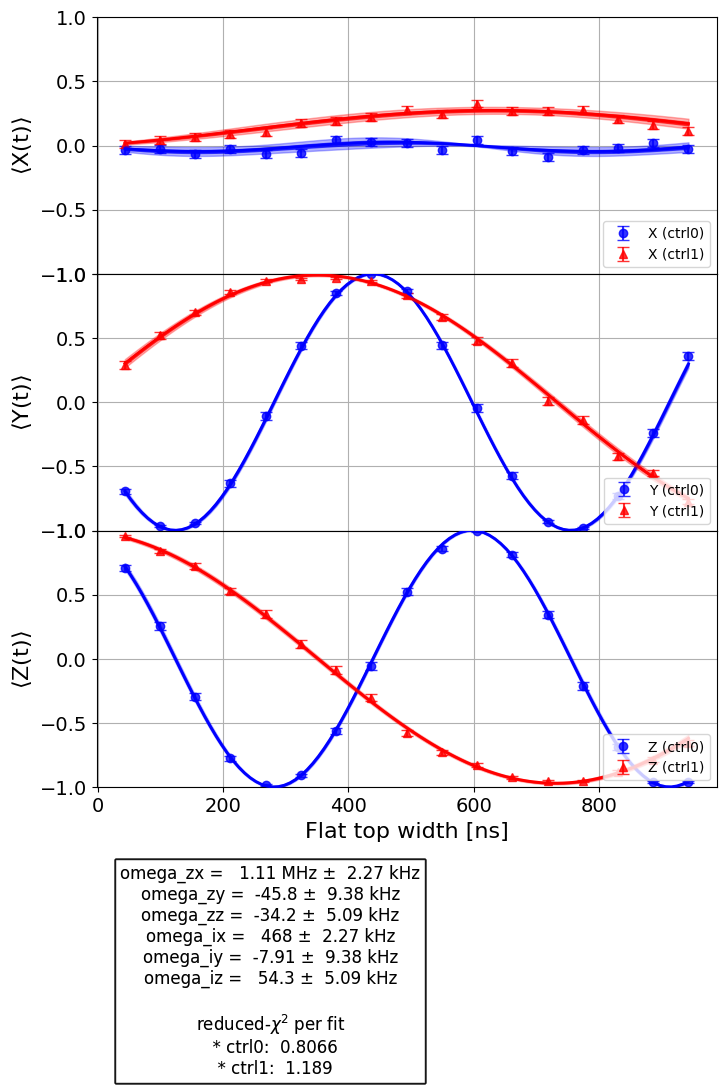 1.0
0.5
0.0
−0.5
−1.0
⟨X(t)⟩
X (ctrl0)
X (ctrl1)
1.0
0.5
0.0
−0.5
−1.0
⟨Y(t)⟩
Y (ctrl0)
Y (ctrl1)
1.0
0.5
0.0
−0.5
−1.0
⟨Z(t)⟩
Z (ctrl0)
Z (ctrl1)
0 200 400 600 800
Flat top width [ns]
omega_zx = 1.11 MHz ± 2.27 kHz
omega_zy = -45.8 ± 9.38 kHz
omega_zz = -34.2 ± 5.09 kHz
omega_ix = 468 ± 2.27 kHz
omega_iy = -7.91 ± 9.38 kHz
omega_iz = 54.3 ± 5.09 kHz
reduced-χ² per fit
* ctrl0: 0.8066
* ctrl1: 1.189